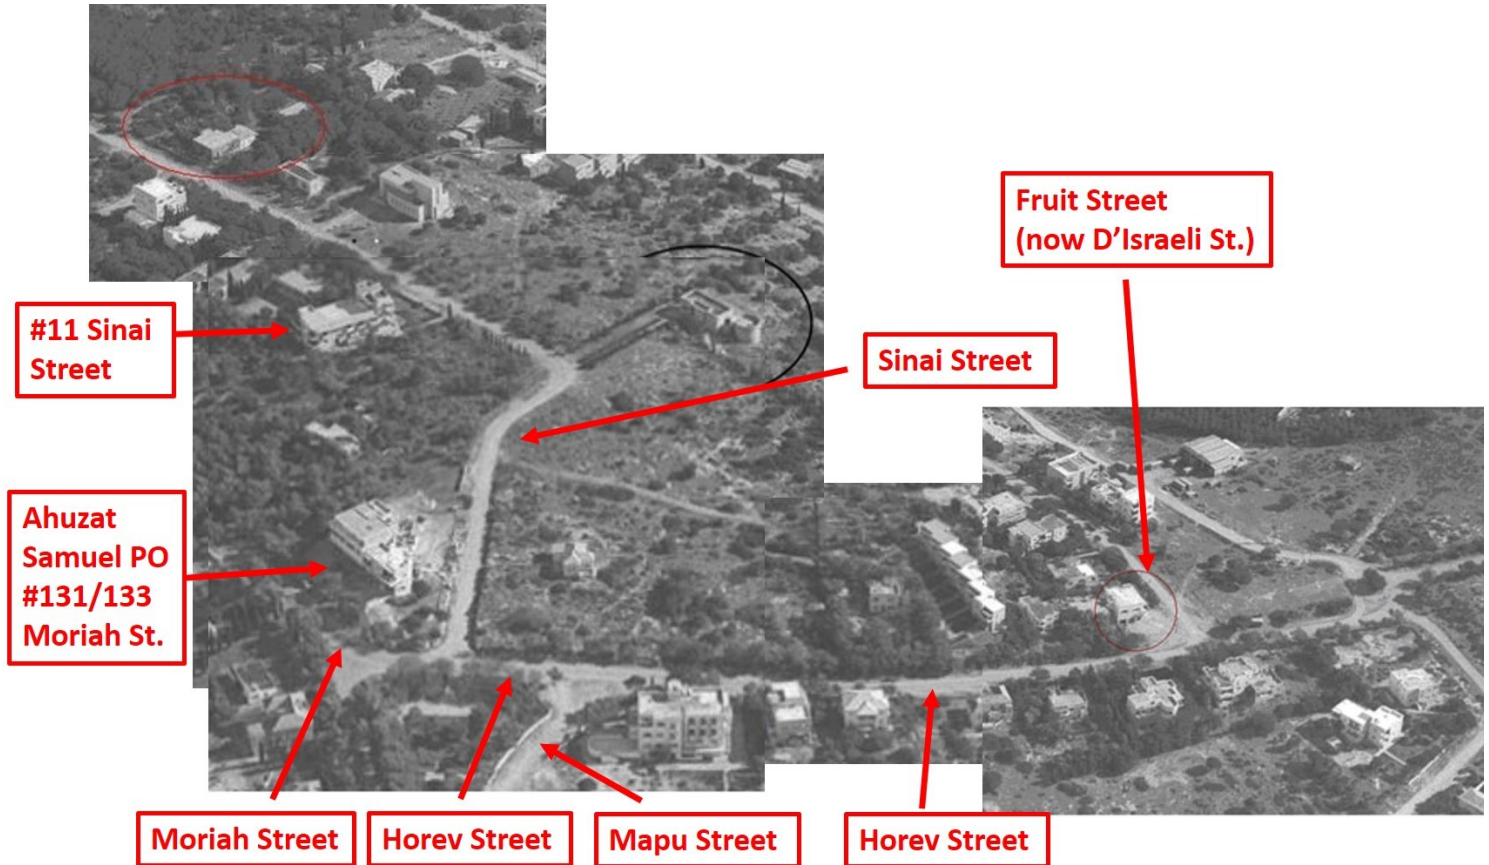 Fruit Street
(now D’Israeli St.)
#11 Sinai
Street
Sinai Street
Ahuzat
Samuel PO
#131/133
Moriah St.
Moriah Street
Horev Street
Mapu Street
Horev Street